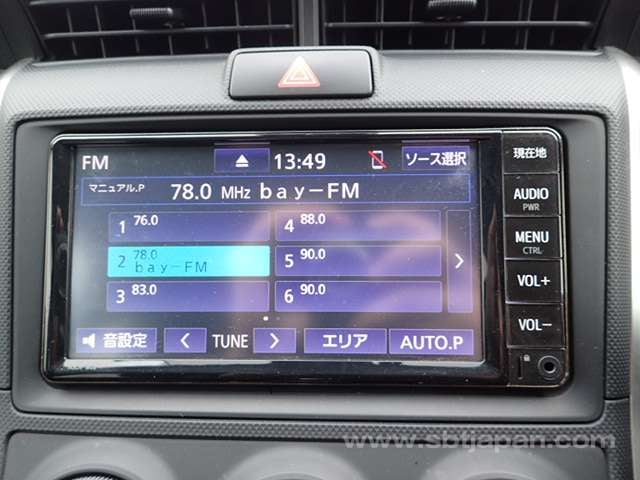 FM 13:49 ソース選択
マニュアル.P 78.0 MHz bay-FM
1 76.0 4 88.0
2 78.0 bay-FM 5 90.0
3 83.0 6 90.0
音設定 < TUNE > エリア AUTO.P
現在地
AUDIO
PWR
MENU
CTRL
VOL+
VOL-
www.sbtjapan.com